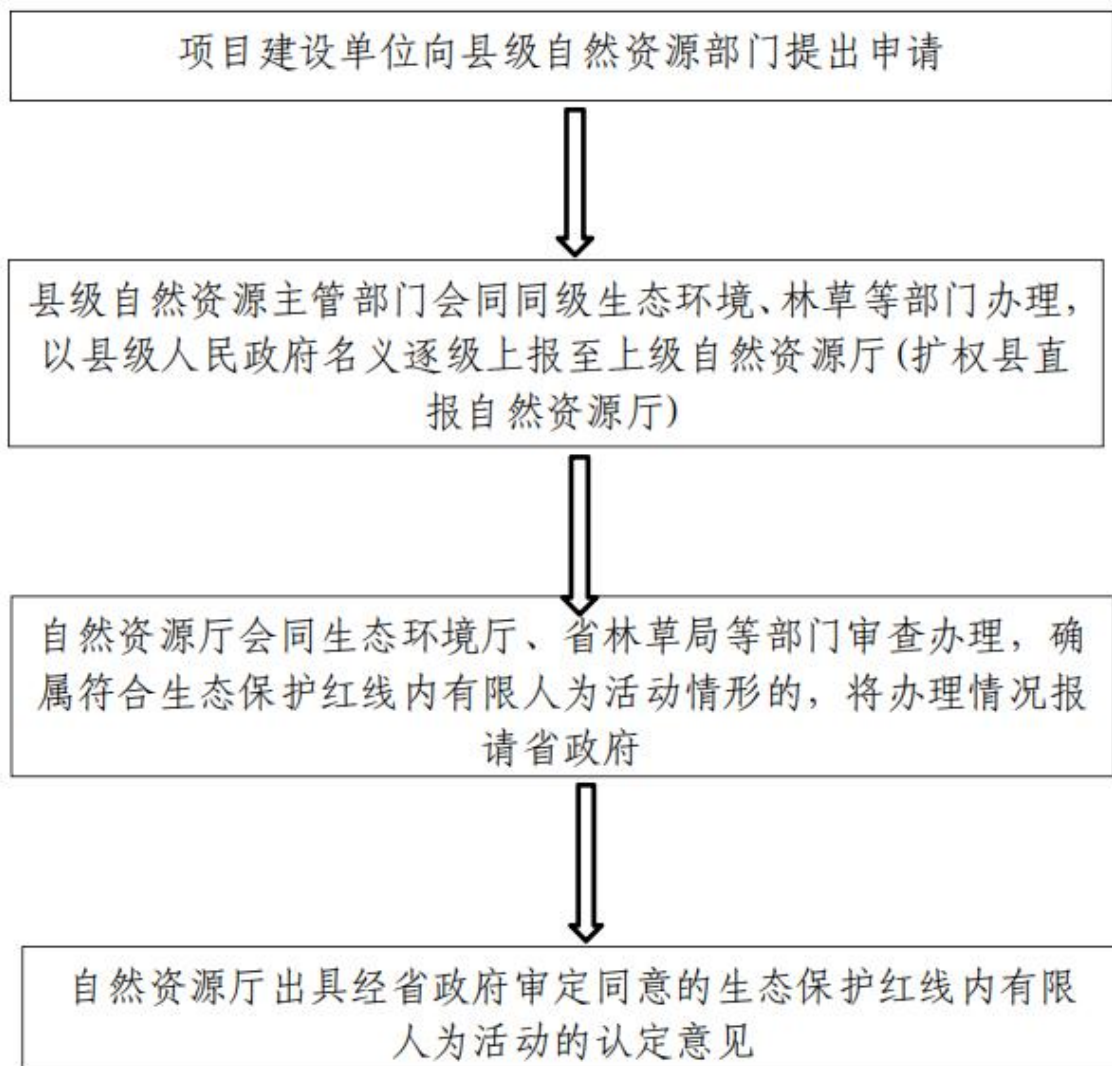 项目建设单位向县级自然资源部门提出申请
县级自然资源主管部门会同同级生态环境、林草等部门办理，
以县级人民政府名义逐级上报至上级自然资源厅(扩权县直
报自然资源厅)
自然资源厅会同生态环境厅、省林草局等部门审查办理，确
属符合生态保护红线内有限人为活动情形的，将办理情况报
请省政府
自然资源厅出具经省政府审定同意的生态保护红线内有限
人为活动的认定意见